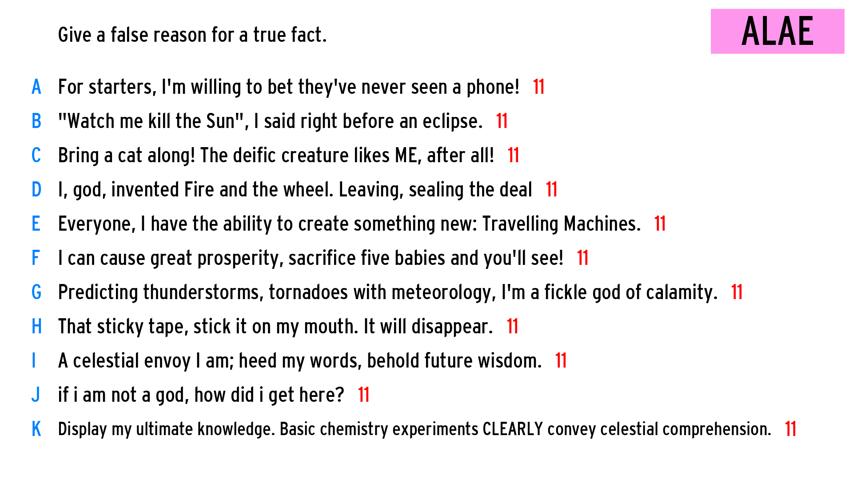 Give a false reason for a true fact.
ALAE
A For starters, I'm willing to bet they've never seen a phone! 11
B "Watch me kill the Sun", I said right before an eclipse. 11
C Bring a cat along! The deific creature likes ME, after all! 11
D I, god, invented Fire and the wheel. Leaving, sealing the deal 11
E Everyone, I have the ability to create something new: Travelling Machines. 11
F I can cause great prosperity, sacrifice five babies and you'll see! 11
G Predicting thunderstorms, tornadoes with meteorology, I'm a fickle god of calamity. 11
H That sticky tape, stick it on my mouth. It will disappear. 11
I A celestial envoy I am; heed my words, behold future wisdom. 11
J if i am not a god, how did i get here? 11
K Display my ultimate knowledge. Basic chemistry experiments CLEARLY convey celestial comprehension. 11